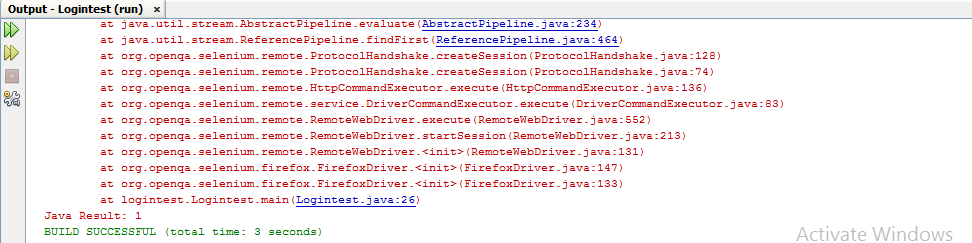 Output - Logintest (run) ×
at java.util.stream.AbstractPipeline.evaluate(AbstractPipeline.java:234)
at java.util.stream.ReferencePipeline.findFirst(ReferencePipeline.java:464)
at org.openqa.selenium.remote.ProtocolHandshake.createSession(ProtocolHandshake.java:128)
at org.openqa.selenium.remote.ProtocolHandshake.createSession(ProtocolHandshake.java:74)
at org.openqa.selenium.remote.HttpCommandExecutor.execute(HttpCommandExecutor.java:136)
at org.openqa.selenium.remote.service.DriverCommandExecutor.execute(DriverCommandExecutor.java:83)
at org.openqa.selenium.remote.RemoteWebDriver.execute(RemoteWebDriver.java:552)
at org.openqa.selenium.remote.RemoteWebDriver.startSession(RemoteWebDriver.java:213)
at org.openqa.selenium.remote.RemoteWebDriver.<init>(RemoteWebDriver.java:131)
at org.openqa.selenium.firefox.FirefoxDriver.<init>(FirefoxDriver.java:147)
at org.openqa.selenium.firefox.FirefoxDriver.<init>(FirefoxDriver.java:133)
at logintest.Logintest.main(Logintest.java:26)
Java Result: 1
BUILD SUCCESSFUL (total time: 3 seconds)
Activate Windows